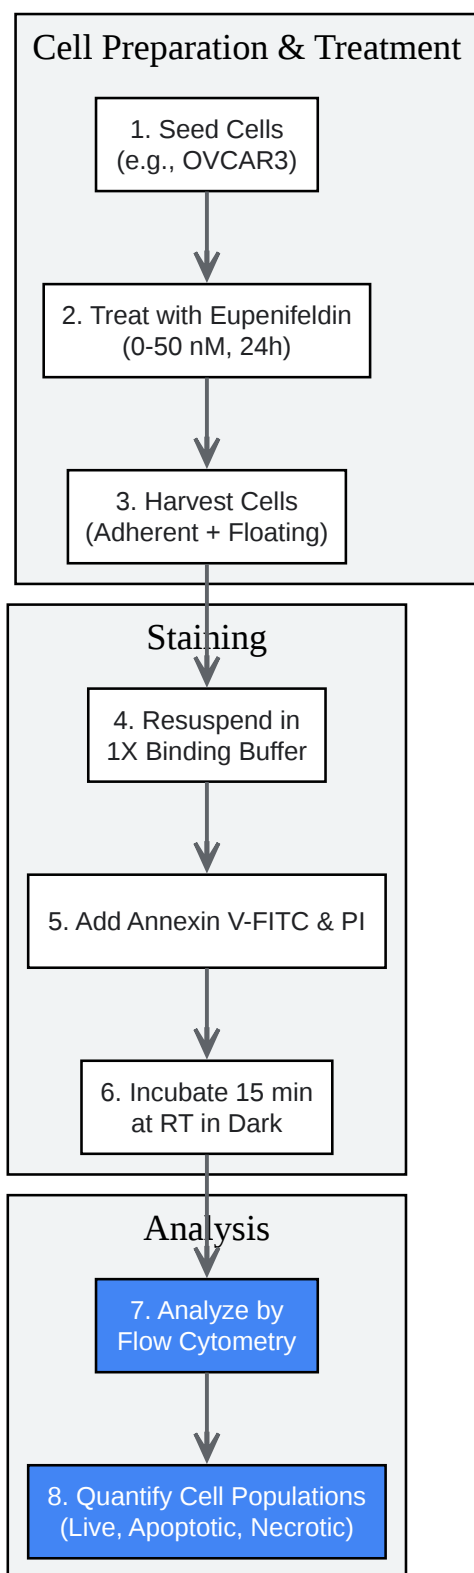 Cell Preparation & Treatment
1. Seed Cells
(e.g., OVCAR3)
2. Treat with Eupenifeldin
(0-50 nM, 24h)
3. Harvest Cells
(Adherent + Floating)
Staining
4. Resuspend in
1X Binding Buffer
5. Add Annexin V-FITC & PI
6. Incubate 15 min
at RT in Dark
Analysis
7. Analyze by
Flow Cytometry
8. Quantify Cell Populations
(Live, Apoptotic, Necrotic)